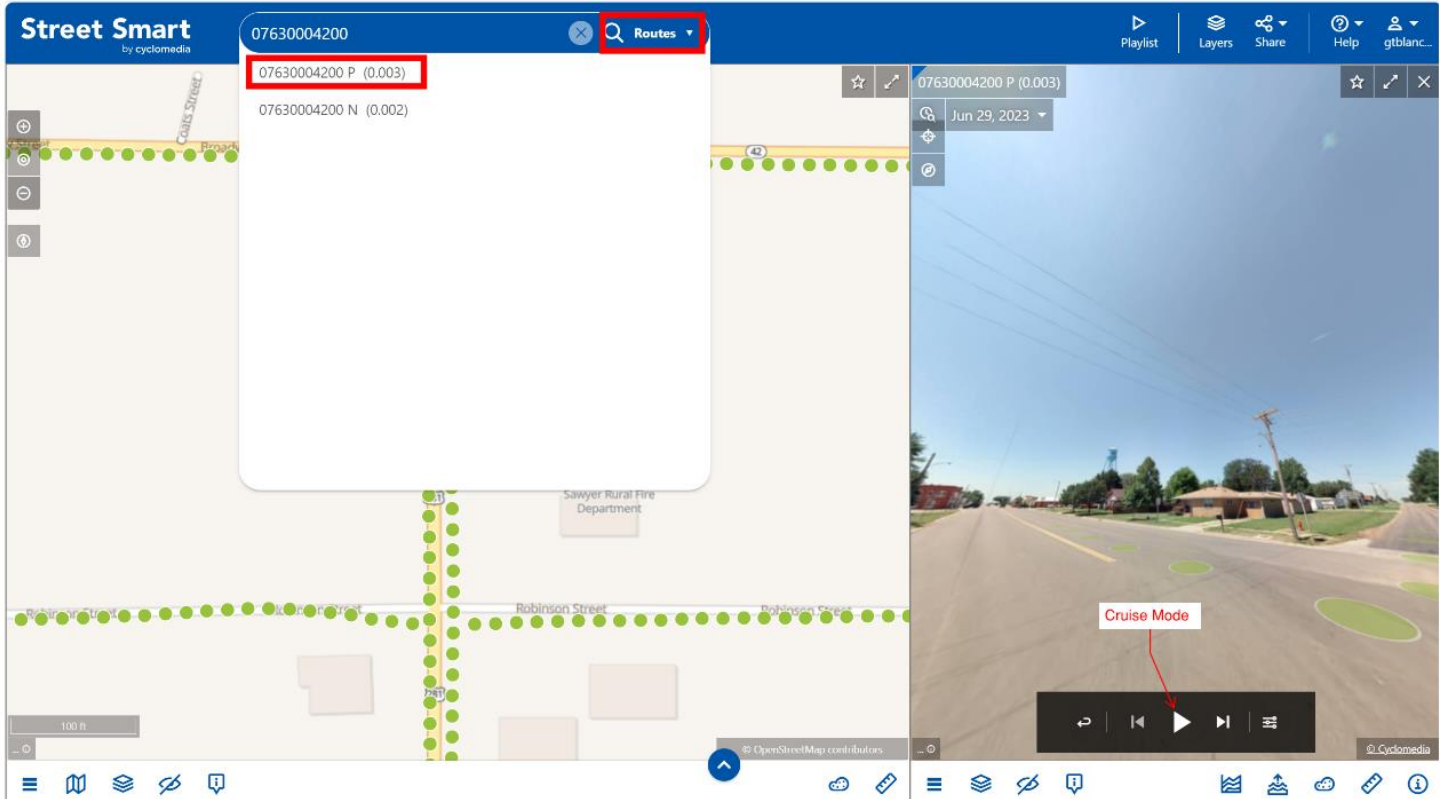 Street Smart
by cyclomedia
07630004200
Routes
Playlist
Layers
Share
Help
gtblanc...
07630004200 P (0.003)
07630004200 N (0.002)
Coats Street
42
Sawyer Rural Fire
Department
Robinson Street
Robinson Street
281
100 ft
© OpenStreetMap contributors
07630004200 P (0.003)
Jun 29, 2023
Cruise Mode
© Cyclomedia